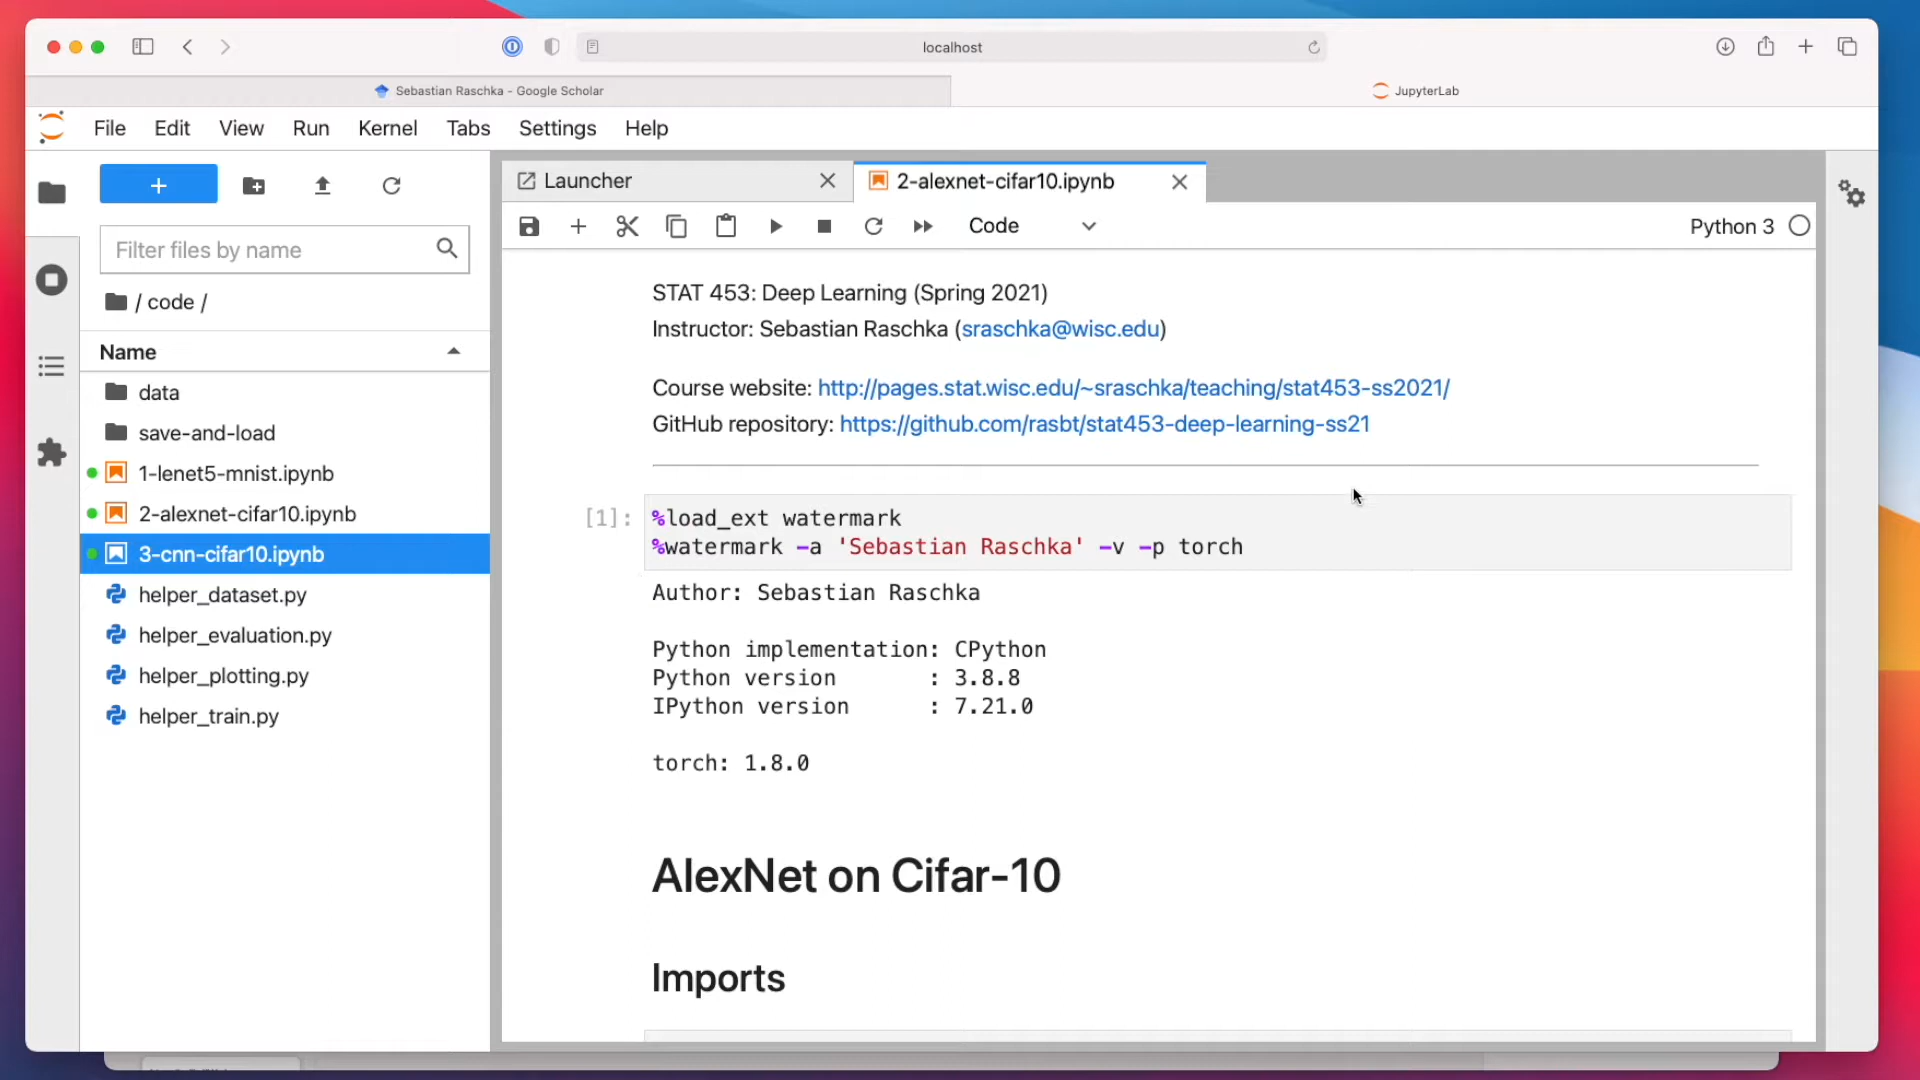 localhost
Sebastian Raschka - Google Scholar
JupyterLab
File Edit View Run Kernel Tabs Settings Help
+
Launcher
2-alexnet-cifar10.ipynb
Code
Python 3
Filter files by name
/ code /
Name
data
save-and-load
1-lenet5-mnist.ipynb
2-alexnet-cifar10.ipynb
3-cnn-cifar10.ipynb
helper_dataset.py
helper_evaluation.py
helper_plotting.py
helper_train.py
STAT 453: Deep Learning (Spring 2021)
Instructor: Sebastian Raschka (sraschka@wisc.edu)
Course website: http://pages.stat.wisc.edu/~sraschka/teaching/stat453-ss2021/
GitHub repository: https://github.com/rasbt/stat453-deep-learning-ss21
[1]: %load_ext watermark
%watermark -a 'Sebastian Raschka' -v -p torch
Author: Sebastian Raschka
Python implementation: CPython
Python version : 3.8.8
IPython version : 7.21.0
torch: 1.8.0
AlexNet on Cifar-10
Imports